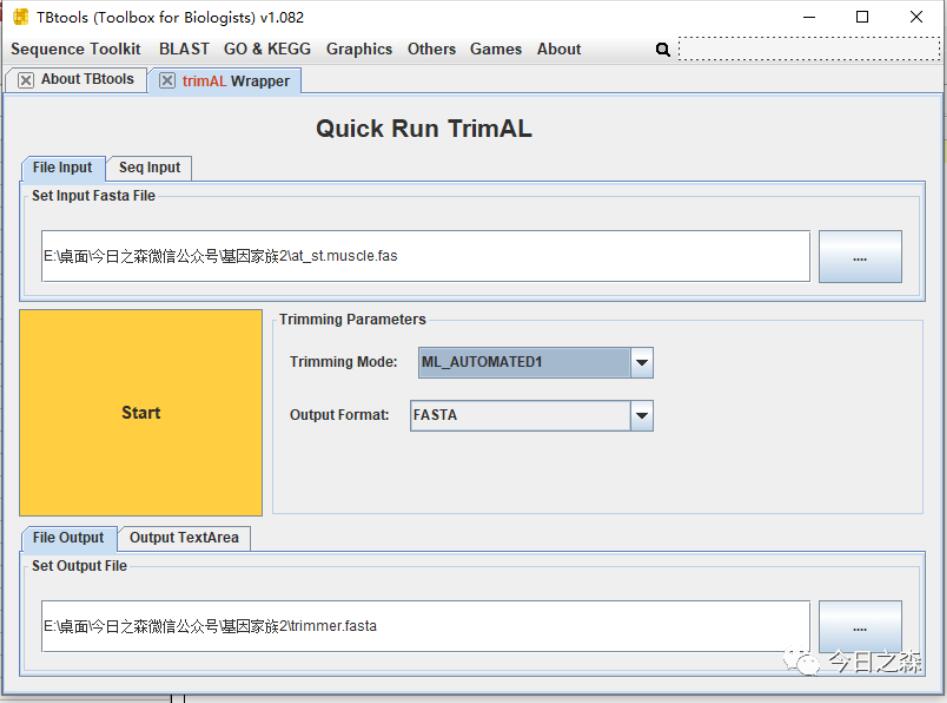 TBtools (Toolbox for Biologists) v1.082
Sequence Toolkit BLAST GO & KEGG Graphics Others Games About
About TBtools trimAL Wrapper
Quick Run TrimAL
File Input Seq Input
Set Input Fasta File
E:\桌面\今日之森微信公众号\基因家族2\at_st.muscle.fas
....
Start
Trimming Parameters
Trimming Mode: ML_AUTOMATED1
Output Format: FASTA
File Output Output TextArea
Set Output File
E:\桌面\今日之森微信公众号\基因家族2\trimmer.fasta
....
今日之森